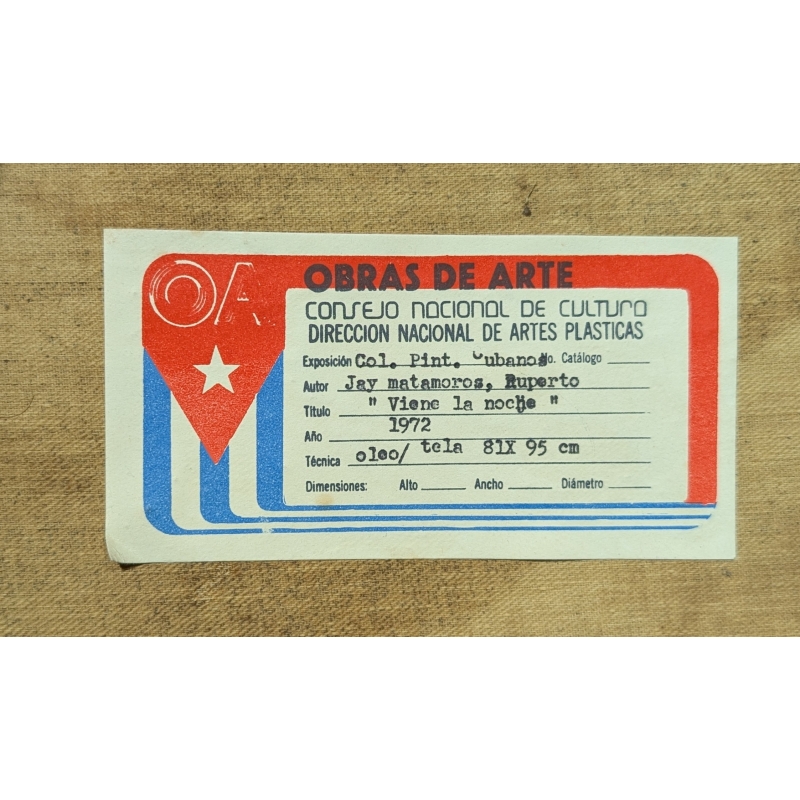 OA
OBRAS DE ARTE
CONSEJO NACIONAL DE CULTURA
DIRECCION NACIONAL DE ARTES PLASTICAS
Exposición Col. Pint. Cubanos No. Catálogo
Autor Jay matamoros, Ruperto
Titulo " Viene la noche "
Año 1972
Técnica oleo/ tela 81X 95 cm
Dimensiones: Alto Ancho Diámetro